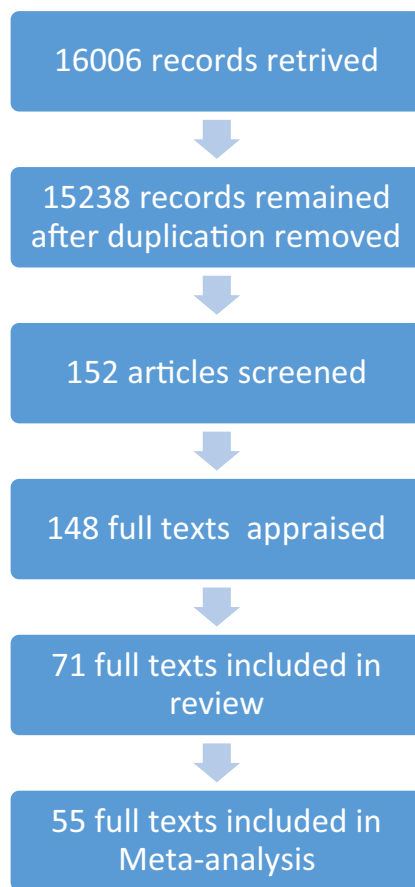 16006 records retrived
15238 records remained
after duplication removed
152 articles screened
148 full texts appraised
71 full texts included in
review
55 full texts included in
Meta-analysis